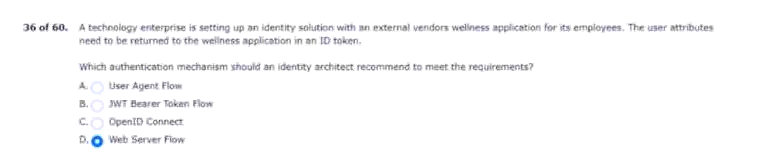 36 of 60. A technology enterprise is setting up an identity solution with an external vendors wellness application for its employees. The user attributes
need to be returned to the wellness application in an ID token.
Which authentication mechanism should an identity architect recommend to meet the requirements?
A. User Agent Flow
B. JWT Bearer Token Flow
C. OpenID Connect
D. Web Server Flow